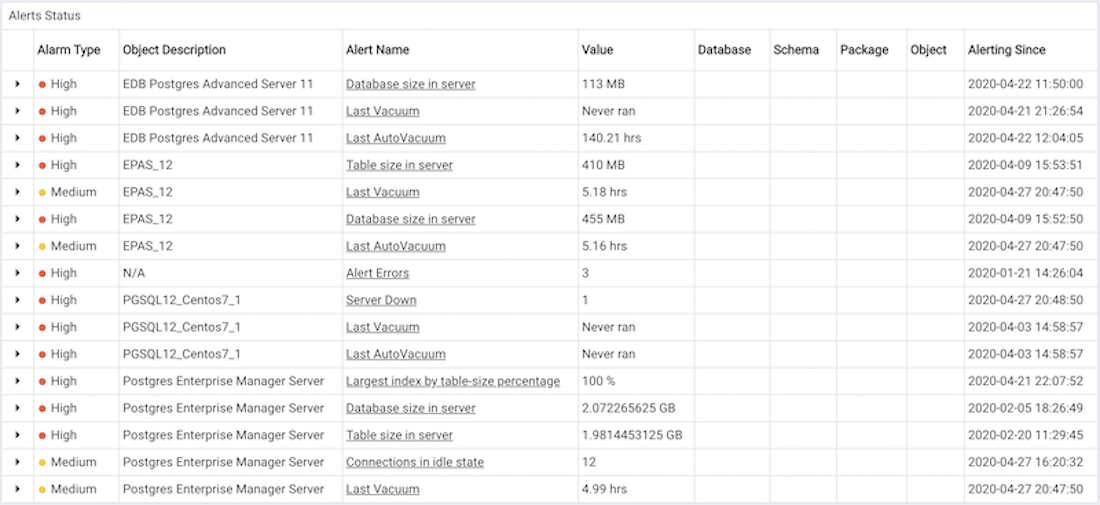 Alerts Status
Alarm Type Object Description Alert Name Value Database Schema Package Object Alerting Since
High EDB Postgres Advanced Server 11 Database size in server 113 MB 2020-04-22 11:50:00
High EDB Postgres Advanced Server 11 Last Vacuum Never ran 2020-04-21 21:26:54
High EDB Postgres Advanced Server 11 Last AutoVacuum 140.21 hrs 2020-04-22 12:04:05
High EPAS_12 Table size in server 410 MB 2020-04-09 15:53:51
Medium EPAS_12 Last Vacuum 5.18 hrs 2020-04-27 20:47:50
High EPAS_12 Database size in server 455 MB 2020-04-09 15:52:50
Medium EPAS_12 Last AutoVacuum 5.16 hrs 2020-04-27 20:47:50
High N/A Alert Errors 3 2020-01-21 14:26:04
High PGSQL12_Centos7_1 Server Down 1 2020-04-27 20:48:50
High PGSQL12_Centos7_1 Last Vacuum Never ran 2020-04-03 14:58:57
High PGSQL12_Centos7_1 Last AutoVacuum Never ran 2020-04-03 14:58:57
High Postgres Enterprise Manager Server Largest index by table-size percentage 100 % 2020-04-21 22:07:52
High Postgres Enterprise Manager Server Database size in server 2.072265625 GB 2020-02-05 18:26:49
High Postgres Enterprise Manager Server Table size in server 1.9814453125 GB 2020-02-20 11:29:45
Medium Postgres Enterprise Manager Server Connections in idle state 12 2020-04-27 16:20:32
Medium Postgres Enterprise Manager Server Last Vacuum 4.99 hrs 2020-04-27 20:47:50